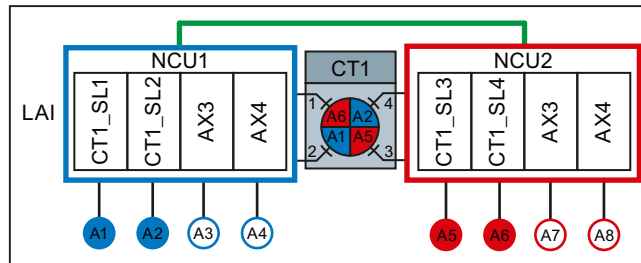 NCU1
CT1
NCU2
LAI
CT1_SL1
CT1_SL2
AX3
AX4
1
2
A6
A2
A1
A5
4
3
CT1_SL3
CT1_SL4
AX3
AX4
A1
A2
A3
A4
A5
A6
A7
A8